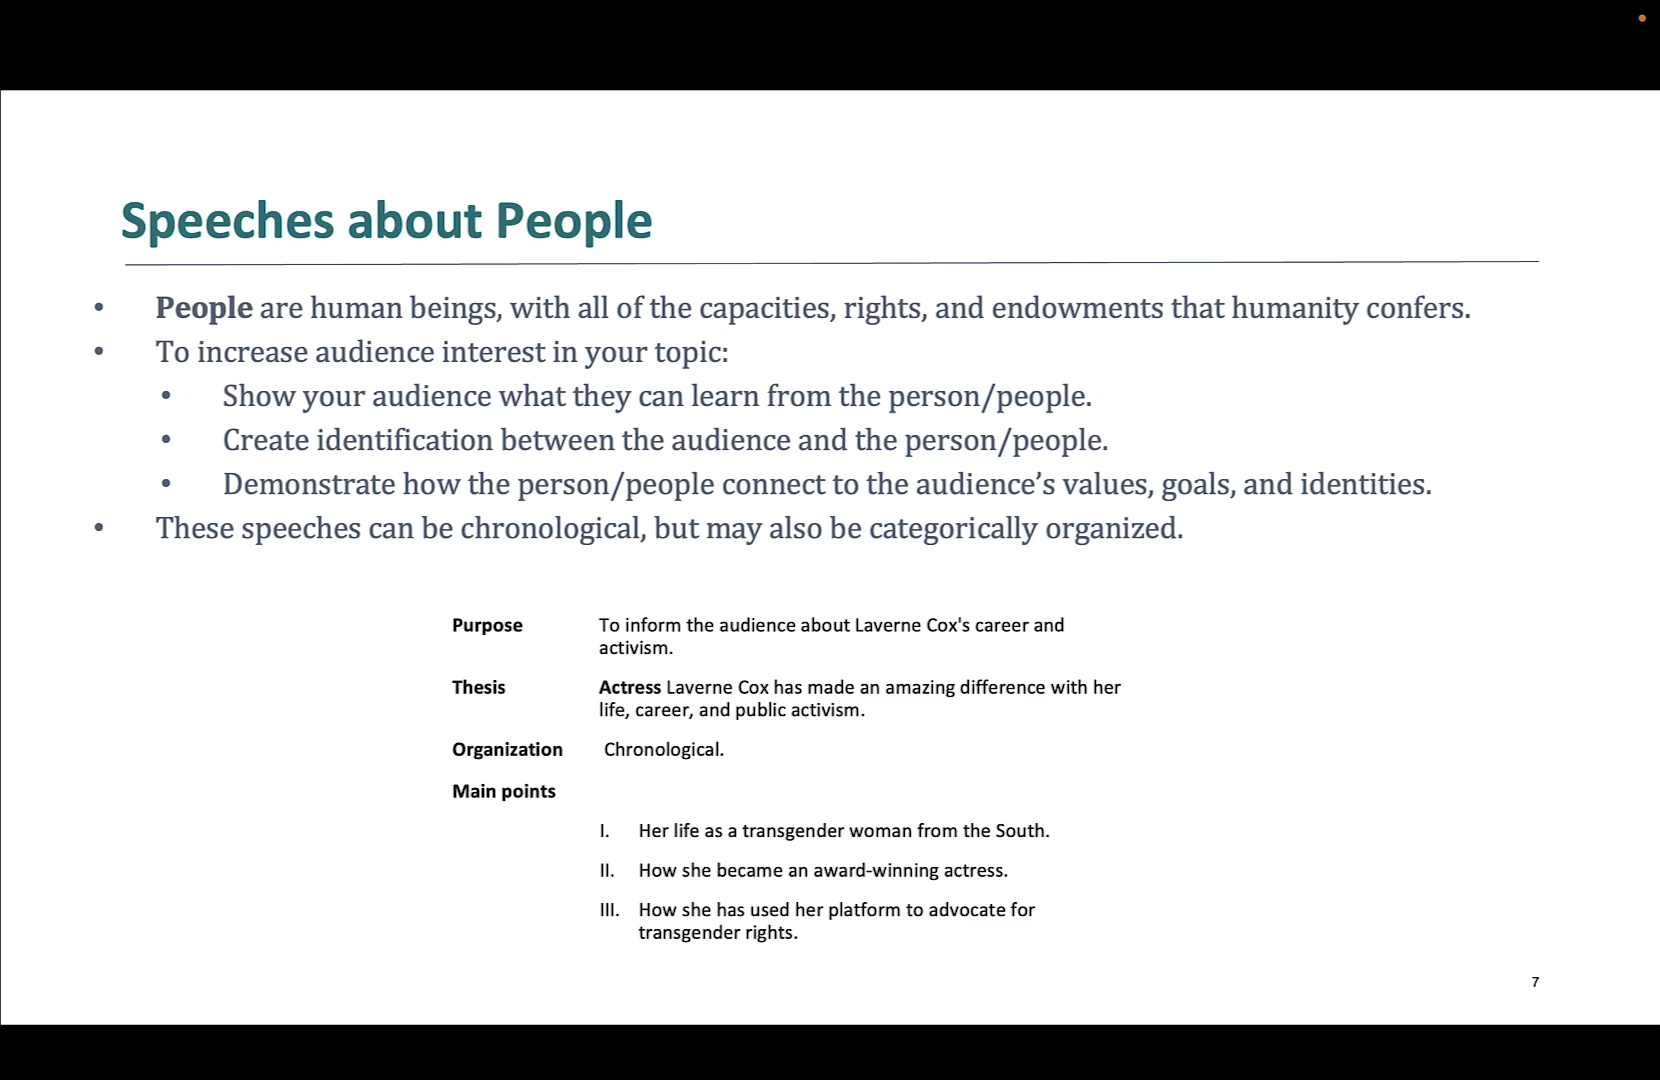 Speeches about People
• People are human beings, with all of the capacities, rights, and endowments that humanity confers.
• To increase audience interest in your topic:
• Show your audience what they can learn from the person/people.
• Create identification between the audience and the person/people.
• Demonstrate how the person/people connect to the audience’s values, goals, and identities.
• These speeches can be chronological, but may also be categorically organized.
Purpose To inform the audience about Laverne Cox's career and
activism.
Thesis Actress Laverne Cox has made an amazing difference with her
life, career, and public activism.
Organization Chronological.
Main points
I. Her life as a transgender woman from the South.
II. How she became an award-winning actress.
III. How she has used her platform to advocate for
transgender rights.
7